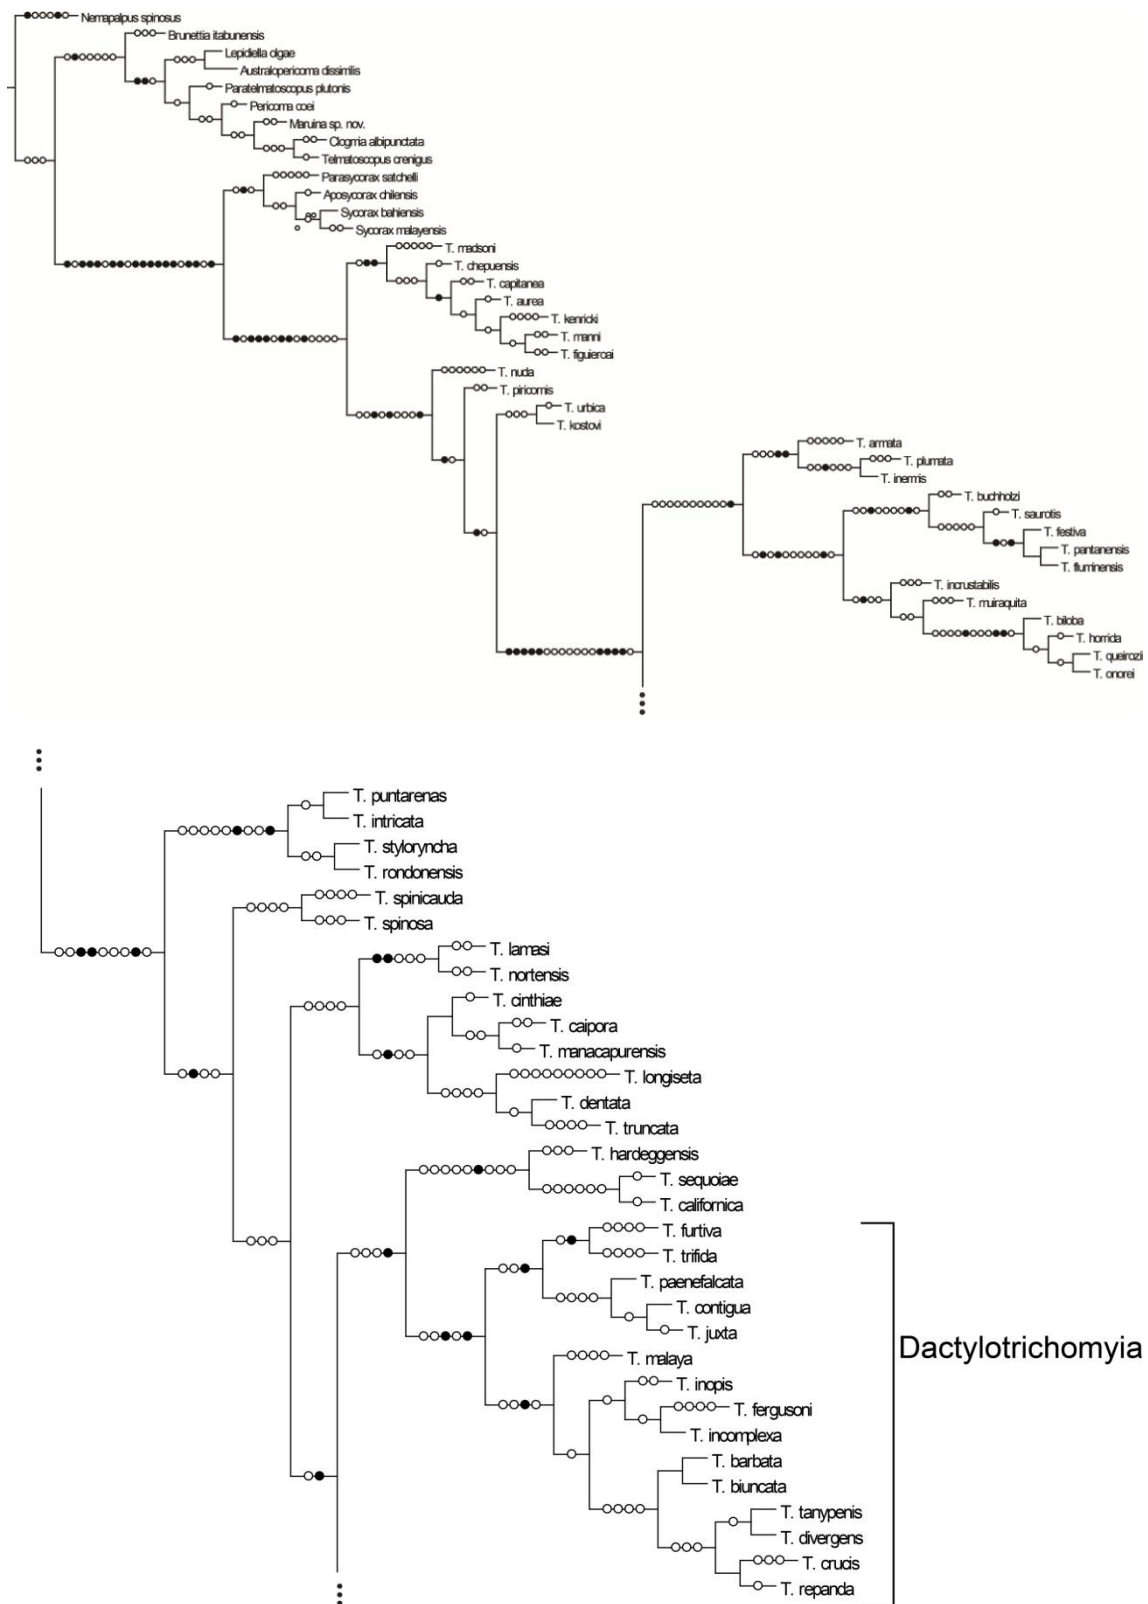 Nemapalpus spinosus
Brunettia itabunensis
Lepidiella olgae
Australopericoma dissimilis
Paratelmatoscopus plutonis
Pericoma coei
Maruina sp. nov.
Clogmia albipunctata
Telmatoscopus crenigus
Parasycorax satchelli
Aposycorax chilensis
Sycorax bahiensis
Sycorax malayensis
T. madsoni
T. chepuensis
T. capitanea
T. aurea
T. kenricki
T. manni
T. figuieroai
T. nuda
T. piricornis
T. urbica
T. kostovi
T. armata
T. plumata
T. inermis
T. buchholzi
T. saurotis
T. festiva
T. pantanensis
T. fluminensis
T. incrustabilis
T. muiraquita
T. biloba
T. horrida
T. queirozi
T. onorei
T. puntarenas
T. intricata
T. styloryncha
T. rondonensis
T. spinicauda
T. spinosa
T. lamasi
T. nortensis
T. cinthiae
T. caipora
T. manacapurensis
T. longiseta
T. dentata
T. truncata
T. hardeggensis
T. sequoiae
T. californica
T. furtiva
T. trifida
T. paenefalcata
T. contigua
T. juxta
Dactylotrichomyia
T. malaya
T. inopis
T. fergusoni
T. incomplexa
T. barbata
T. biuncata
T. tanypenis
T. divergens
T. crucis
T. repanda